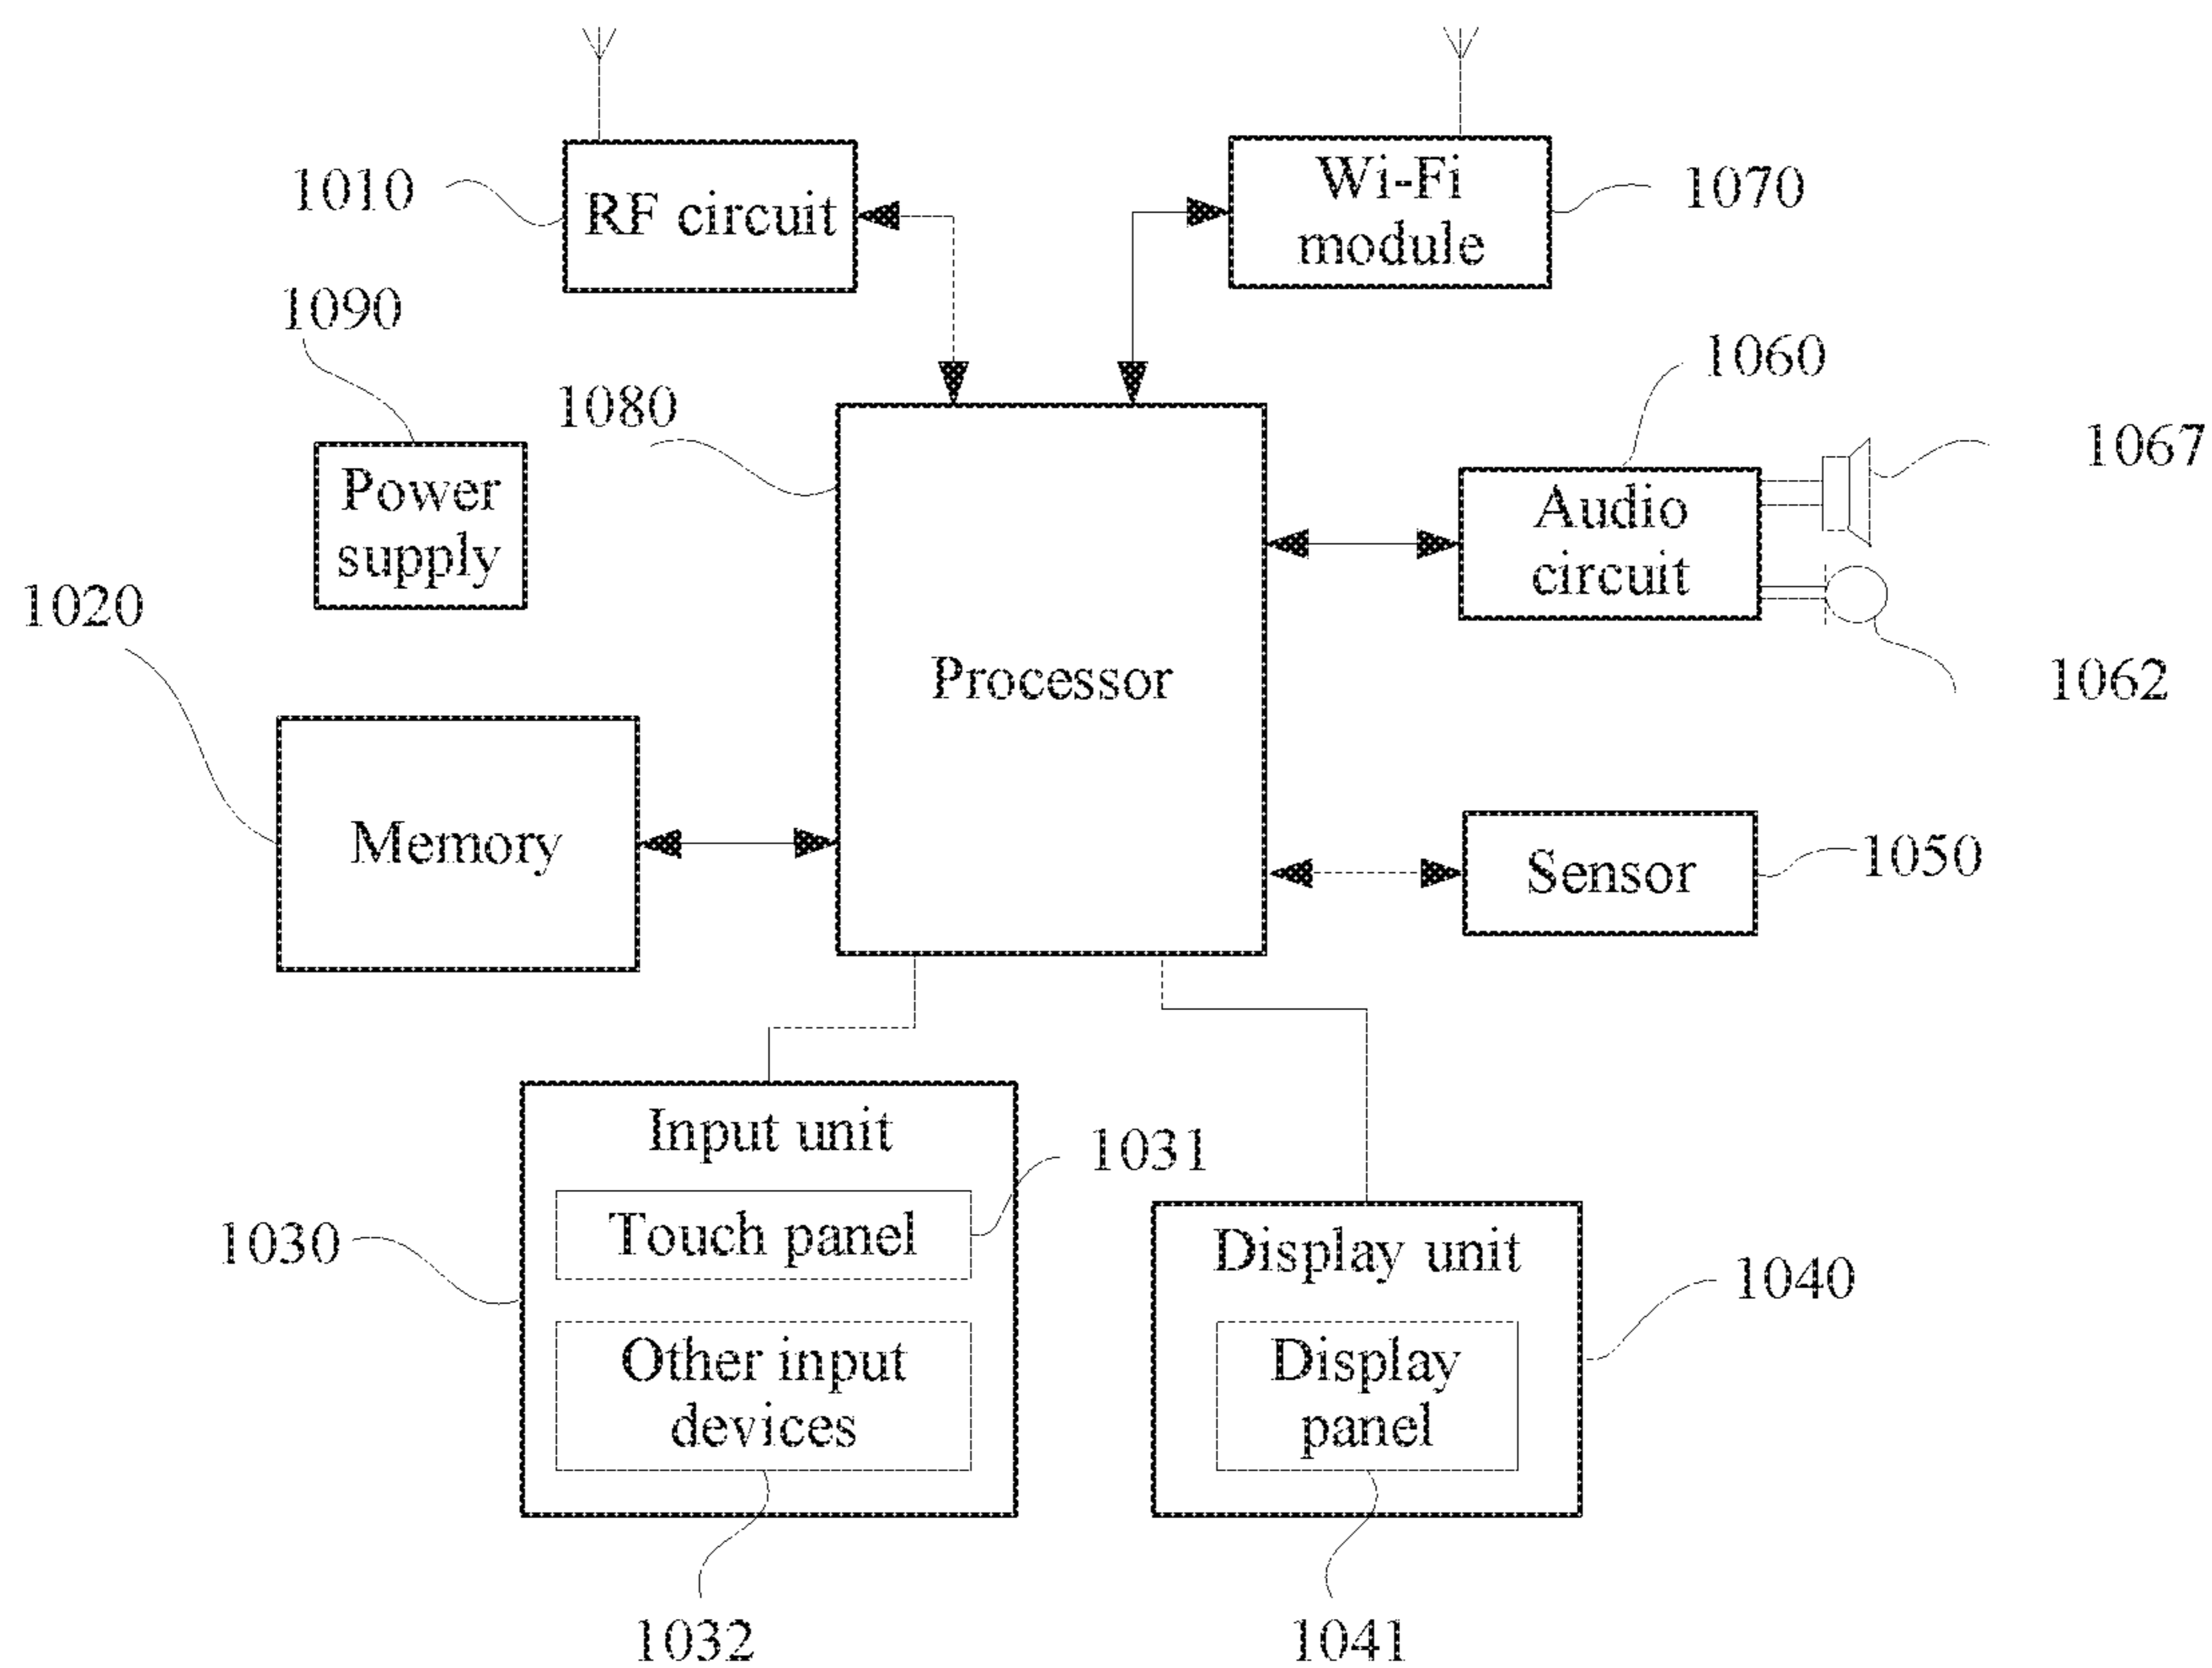 1010
RF circuit
Wi-Fi
module
1070
1090
Power
supply
1080
Processor
1060
Audio
circuit
1067
1062
1020
Memory
Sensor
1050
Input unit
1031
Touch panel
1030
Other input
devices
1032
Display unit
1040
Display
panel
1041